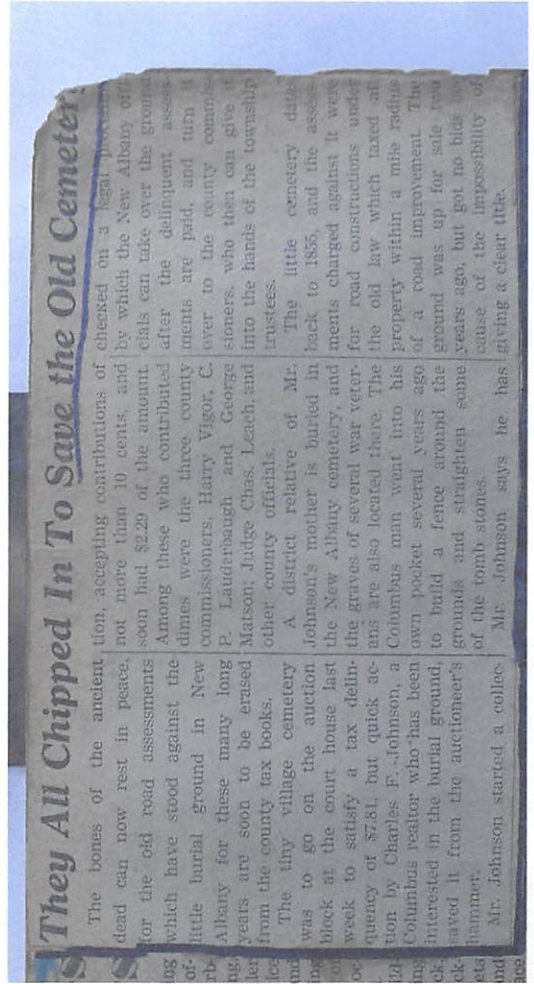 They All Chipped In To Save the Old Cemeter
The bones of the ancient
dead can now rest in peace,
for the old road assessments
which have stood against the
little burial ground in New
Albany for these many long
years are soon to be erased
from the county tax books.
The tiny village cemetery
was to go on the auction
block at the court house last
week to satisfy a tax delin-
quency of $7.81, but quick ac-
tion by Charles F. Johnson, a
Columbus realtor who has been
interested in the burial ground,
saved it from the auctioneer's
hammer.
Mr. Johnson started a collec-
tion, accepting contributions of
not more than 10 cents, and
soon had $2.29 of the amount.
Among these who contributed
dimes were the three county
commissioners, Harry Vigor, C.
P. Lauderbaugh and George
Matson; Judge Chas. Leach, and
other county officials.
A district relative of Mr.
Johnson's mother is buried in
the New Albany cemetery, and
the graves of several war veter-
ans are also located there. The
Columbus man went into his
own pocket several years ago
to build a fence around the
grounds and straighten some
of the tomb stones.
Mr. Johnson says he has
checked on a legal
by which the New Albany offi
cials can take over the ground
after the delinquent assess
ments are paid, and turn it
over to the county commis
sioners, who then can give it
into the hands of the township
trustees.
The little cemetery dates
back to 1855, and the assess
ments charged against it were
for road constructions under
the old law which taxed all
property within a mile radius
of a road improvement. The
ground was up for sale two
years ago, but got no bids
cause of the impossibility of
giving a clear title.